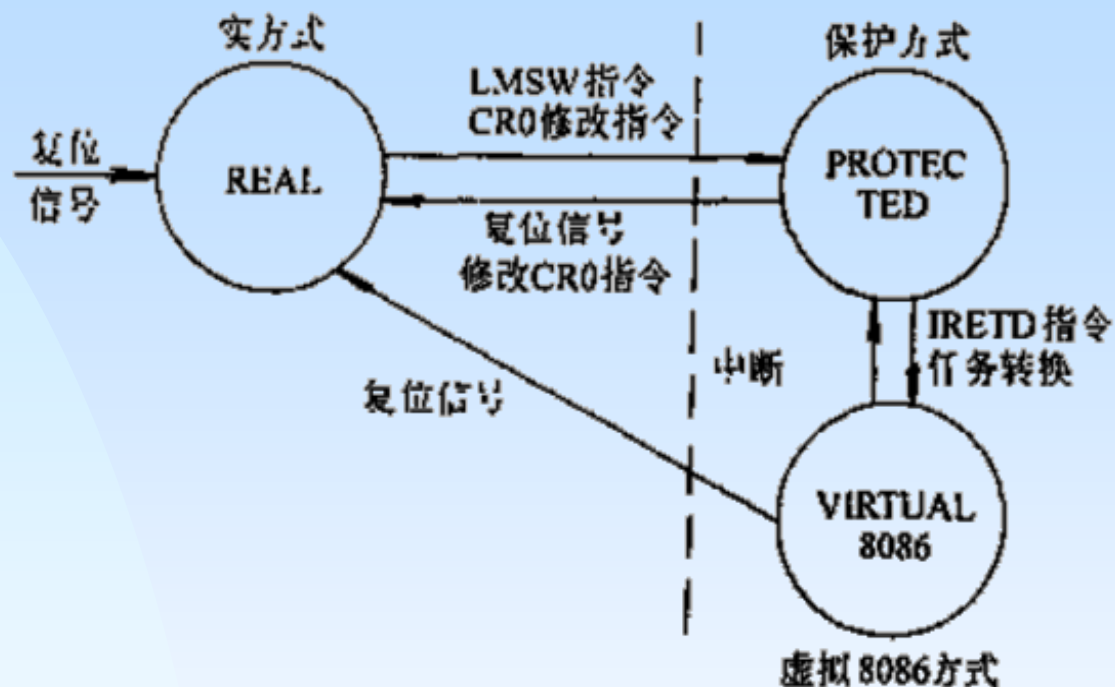 实方式
保护方式
LMSW指令
CR0修改指令
复位
信号
REAL
PROTEC
TED
复位信号
修改CR0指令
IRETD指令
任务转换
中断
复位信号
VIRTUAL
8086
虚拟8086方式